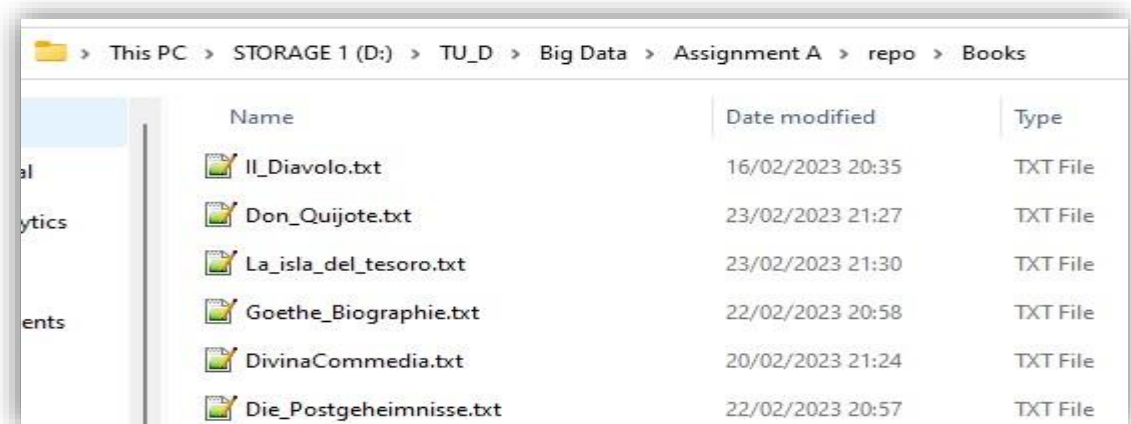 > This PC > STORAGE 1 (D:) > TU_D > Big Data > Assignment A > repo > Books
Name Date modified Type
Il_Diavolo.txt 16/02/2023 20:35 TXT File
al
Don_Quijote.txt 23/02/2023 21:27 TXT File
ytics
La_isla_del_tesoro.txt 23/02/2023 21:30 TXT File
Goethe_Biographie.txt 22/02/2023 20:58 TXT File
ents
DivinaCommedia.txt 20/02/2023 21:24 TXT File
Die_Postgeheimnisse.txt 22/02/2023 20:57 TXT File